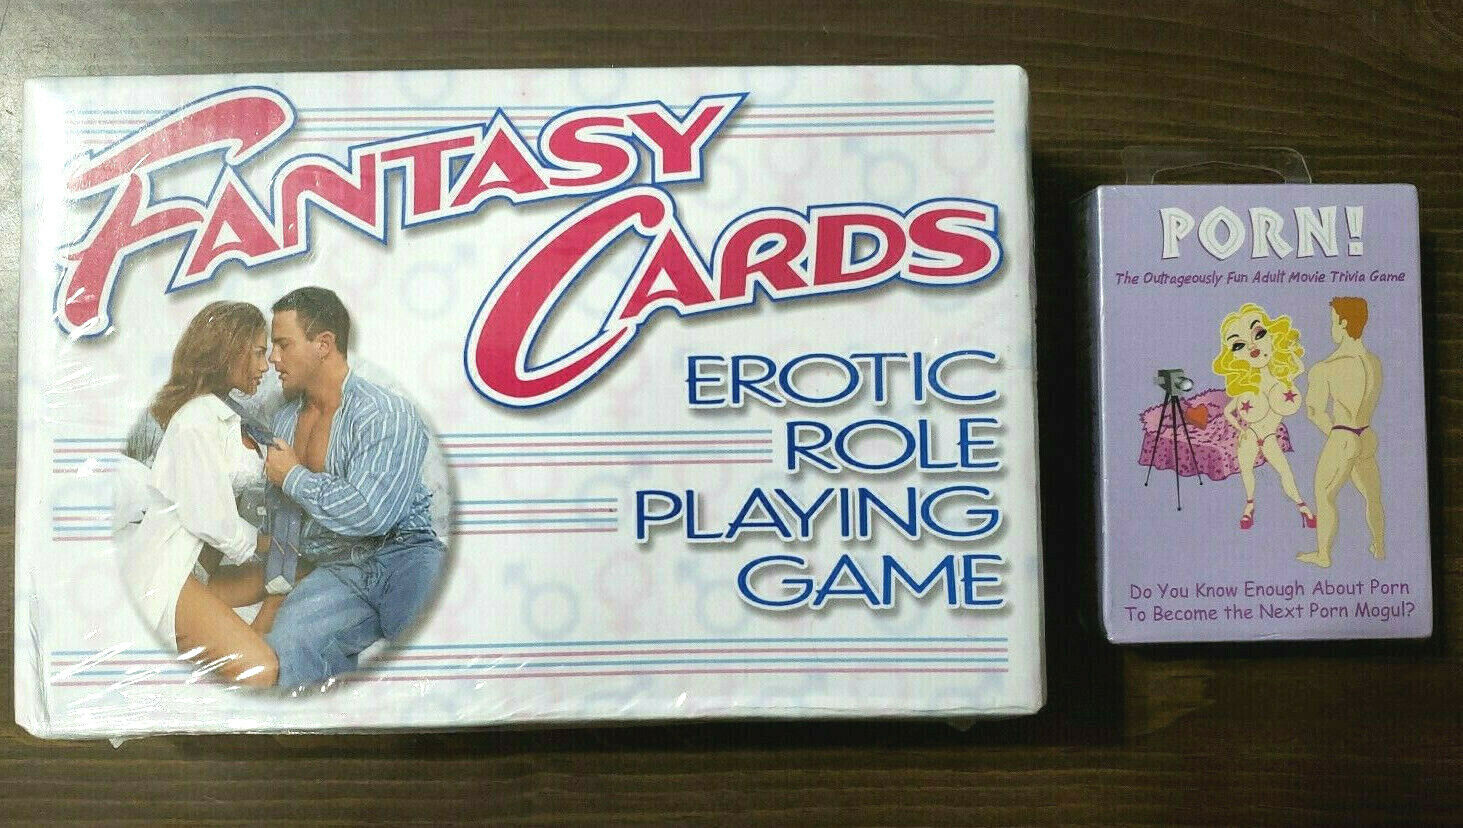 FANTASY
CARDS
EROTIC
ROLE
PLAYING
GAME
PORN!
The Outrageously Fun Adult Movie Trivia Game
Do You Know Enough About Porn
To Become the Next Porn Mogul?